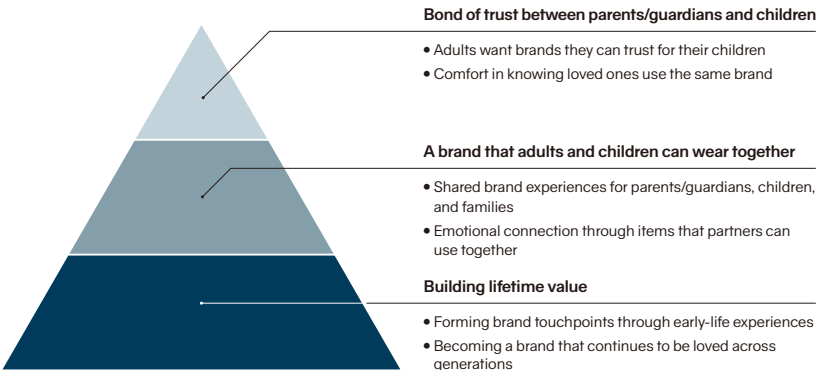 Bond of trust between parents/guardians and children
• Adults want brands they can trust for their children
• Comfort in knowing loved ones use the same brand
A brand that adults and children can wear together
• Shared brand experiences for parents/guardians, children,
and families
• Emotional connection through items that partners can
use together
Building lifetime value
• Forming brand touchpoints through early-life experiences
• Becoming a brand that continues to be loved across
generations